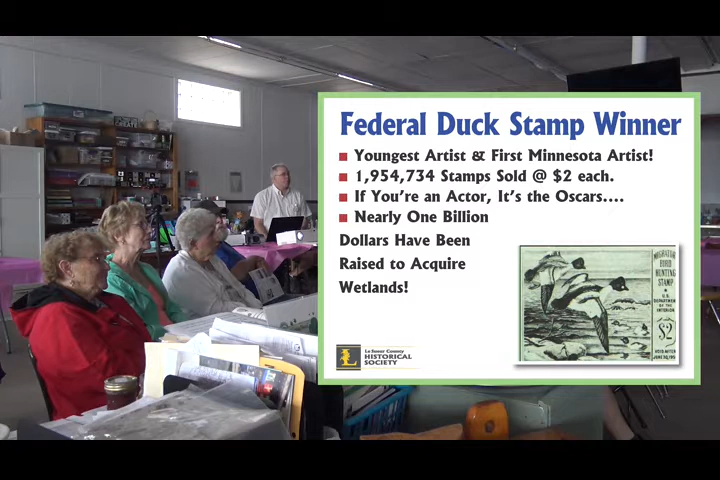 Federal Duck Stamp Winner
Youngest Artist & First Minnesota Artist!
1,954,734 Stamps Sold @ $2 each.
If You're an Actor, It's the Oscars....
Nearly One Billion
Dollars Have Been
Raised to Acquire
Wetlands!
MIGRATORY
BIRD
HUNTING
STAMP
U.S.
DEPARTMENT
OF THE
INTERIOR
$2
Le Sueur County
HISTORICAL
SOCIETY
CREATE